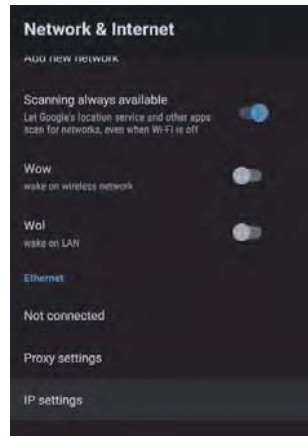 Network & Internet
Add new network
Scanning always available
Let Google's location service and other apps
scan for networks, even when Wi-Fi is off
Wow
wake on wireless network
Wol
wake on LAN
Ethernet
Not connected
Proxy settings
IP settings